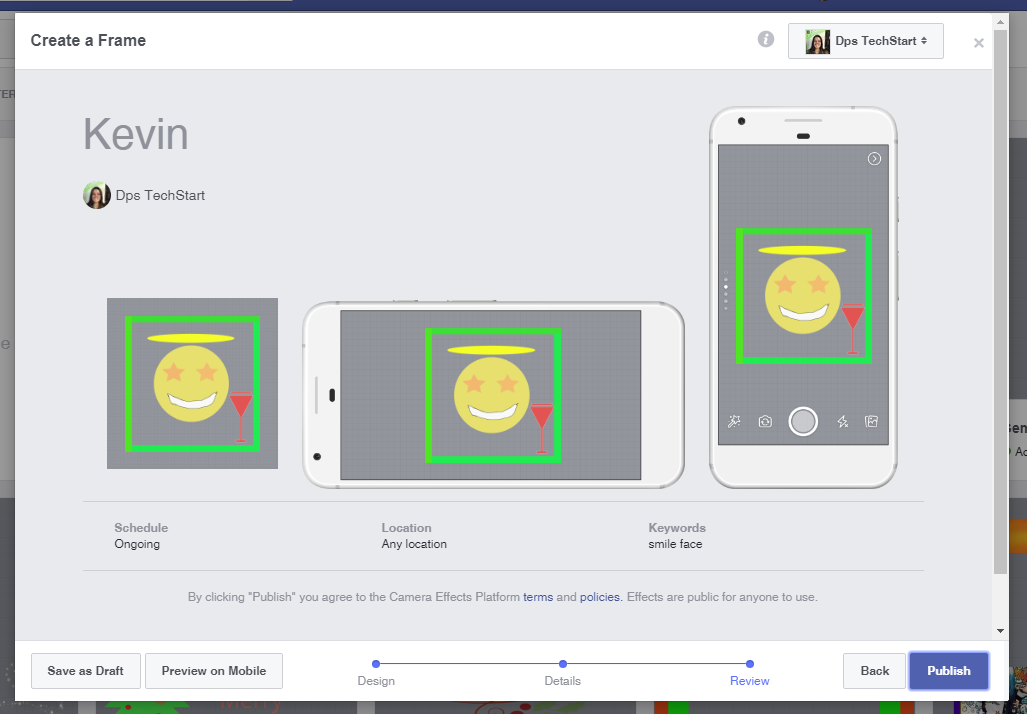 Create a Frame
Dps TechStart
TER
Kevin
Dps TechStart
e
Schedule
Ongoing
Location
Any location
Keywords
smile face
By clicking "Publish" you agree to the Camera Effects Platform terms and policies. Effects are public for anyone to use.
Save as Draft
Preview on Mobile
Design
Details
Review
Back
Publish
Merry